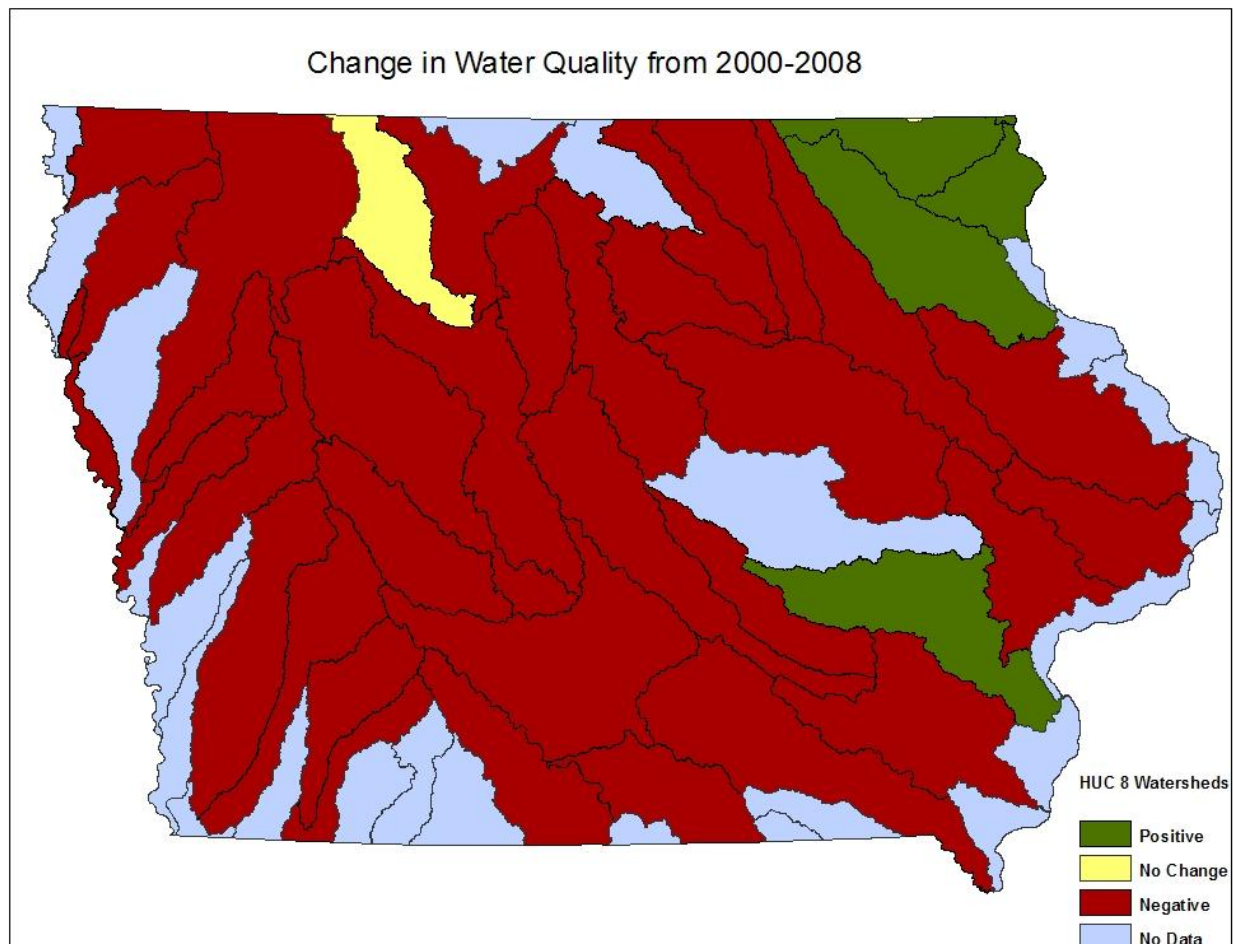 Change in Water Quality from 2000-2008
HUC 8 Watersheds
Positive
No Change
Negative
No Data